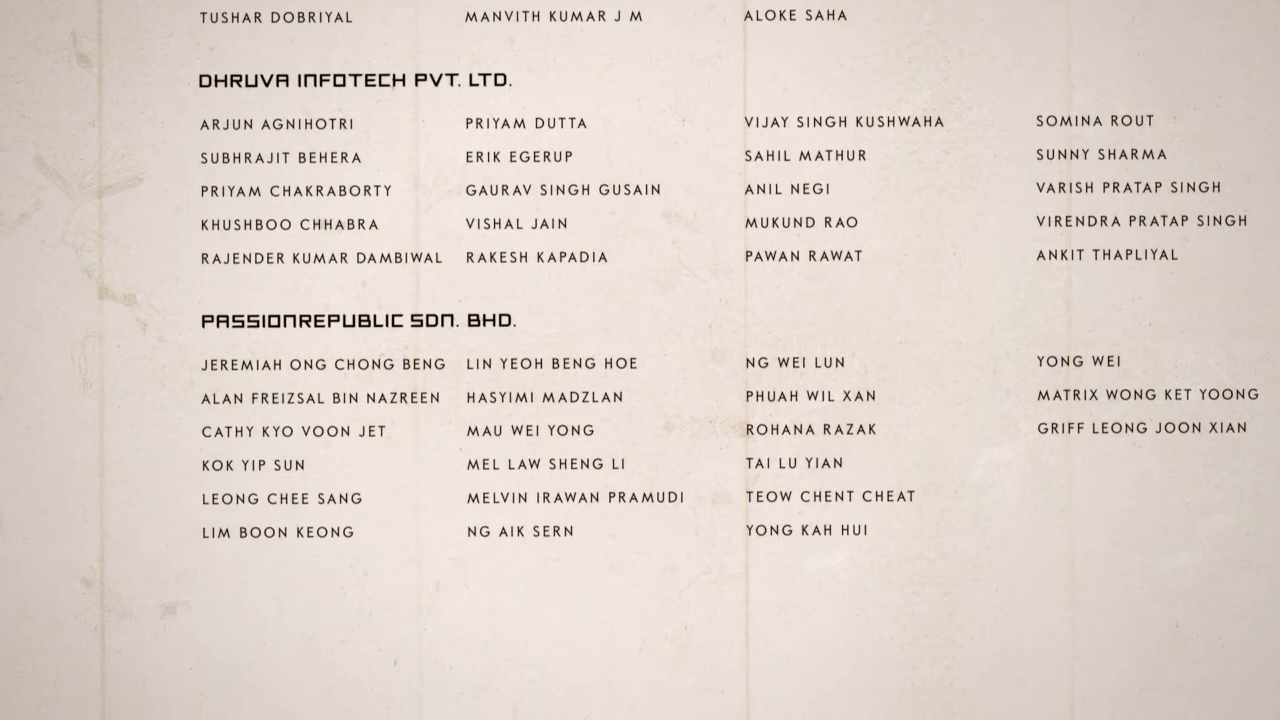 TUSHAR DOBRIYAL MANVITH KUMAR J M ALOKE SAHA
DHRUVA INFOTECH PVT. LTD.
ARJUN AGNIHOTRI PRIYAM DUTTA VIJAY SINGH KUSHWAHA SOMINA ROUT
SUBHRAJIT BEHERA ERIK EGERUP SAHIL MATHUR SUNNY SHARMA
PRIYAM CHAKRABORTY GAURAV SINGH GUSAIN ANIL NEGI VARISH PRATAP SINGH
KHUSHBOO CHHABRA VISHAL JAIN MUKUND RAO VIRENDRA PRATAP SINGH
RAJENDER KUMAR DAMBIWAL RAKESH KAPADIA PAWAN RAWAT ANKIT THAPLIYAL
PASSIONREPUBLIC SDN. BHD.
JEREMIAH ONG CHONG BENG LIN YEOH BENG HOE NG WEI LUN YONG WEI
ALAN FREIZSAL BIN NAZREEN HASYIMI MADZLAN PHUAH WIL XAN MATRIX WONG KET YOONG
CATHY KYO VOON JET MAU WEI YONG ROHANA RAZAK GRIFF LEONG JOON XIAN
KOK YIP SUN MEL LAW SHENG LI TAI LU YIAN
LEONG CHEE SANG MELVIN IRAWAN PRAMUDI TEOW CHENT CHEAT
LIM BOON KEONG NG AIK SERN YONG KAH HUI